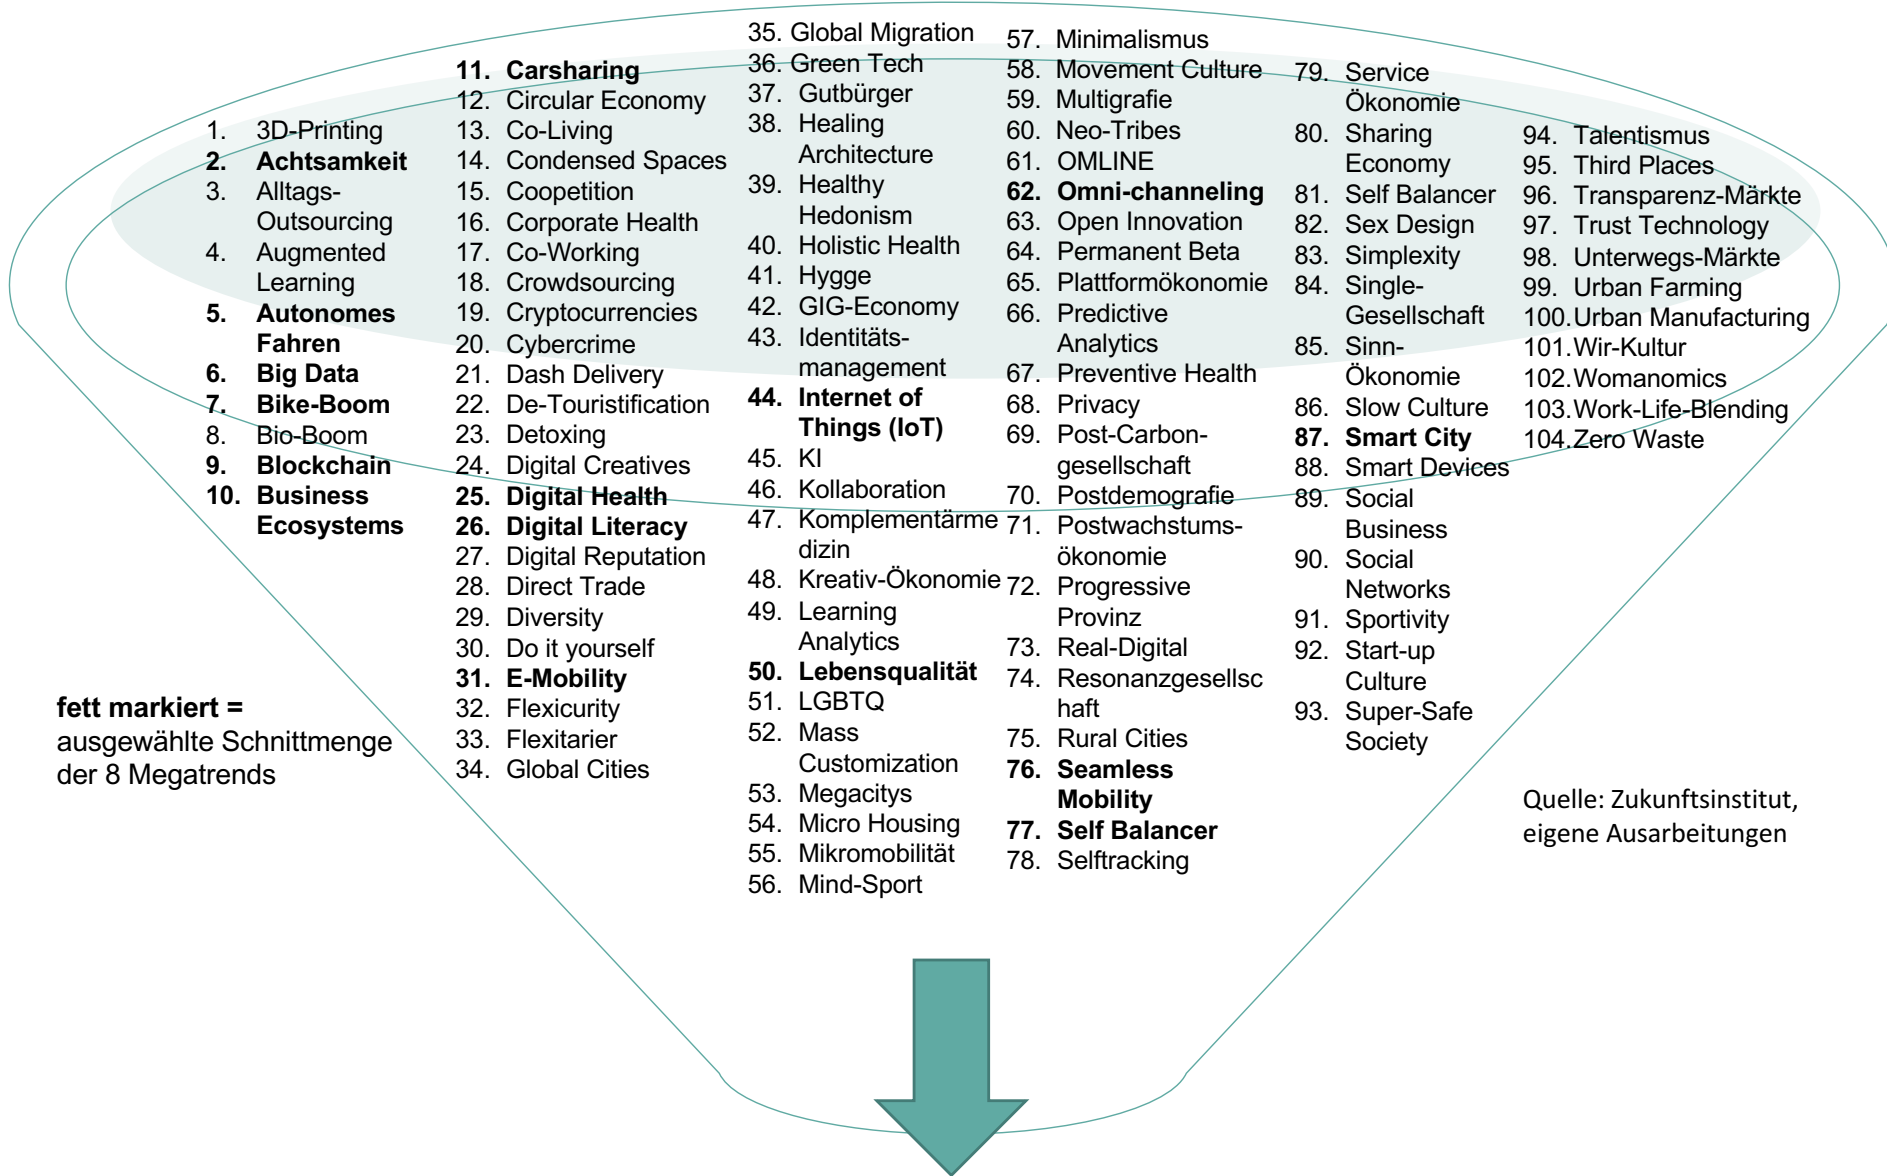 1. 3D-Printing
2. Achtsamkeit
3. Alltags-
Outsourcing
4. Augmented
Learning
5. Autonomes
Fahren
6. Big Data
7. Bike-Boom
8. Bio-Boom
9. Blockchain
10. Business
Ecosystems
11. Carsharing
12. Circular Economy
13. Co-Living
14. Condensed Spaces
15. Coopetition
16. Corporate Health
17. Co-Working
18. Crowdsourcing
19. Cryptocurrencies
20. Cybercrime
21. Dash Delivery
22. De-Touristification
23. Detoxing
24. Digital Creatives
25. Digital Health
26. Digital Literacy
27. Digital Reputation
28. Direct Trade
29. Diversity
30. Do it yourself
31. E-Mobility
32. Flexicurity
33. Flexitarier
34. Global Cities
35. Global Migration
36. Green Tech
37. Gutbürger
38. Healing
Architecture
39. Healthy
Hedonism
40. Holistic Health
41. Hygge
42. GIG-Economy
43. Identitäts-
management
44. Internet of
Things (IoT)
45. KI
46. Kollaboration
47. Komplementärme
dizin
48. Kreativ-Ökonomie
49. Learning
Analytics
50. Lebensqualität
51. LGBTQ
52. Mass
Customization
53. Megacitys
54. Micro Housing
55. Mikromobilität
56. Mind-Sport
57. Minimalismus
58. Movement Culture
59. Multigrafie
60. Neo-Tribes
61. OMLINE
62. Omni-channeling
63. Open Innovation
64. Permanent Beta
65. Plattformökonomie
66. Predictive
Analytics
67. Preventive Health
68. Privacy
69. Post-Carbon-
gesellschaft
70. Postdemografie
71. Postwachstums-
ökonomie
72. Progressive
Provinz
73. Real-Digital
74. Resonanzgesellsc
haft
75. Rural Cities
76. Seamless
Mobility
77. Self Balancer
78. Selftracking
79. Service
Ökonomie
80. Sharing
Economy
81. Self Balancer
82. Sex Design
83. Simplexity
84. Single-
Gesellschaft
85. Sinn-
Ökonomie
86. Slow Culture
87. Smart City
88. Smart Devices
89. Social
Business
90. Social
Networks
91. Sportivity
92. Start-up
Culture
93. Super-Safe
Society
94. Talentismus
95. Third Places
96. Transparenz-Märkte
97. Trust Technology
98. Unterwegs-Märkte
99. Urban Farming
100. Urban Manufacturing
101. Wir-Kultur
102. Womanomics
103. Work-Life-Blending
104. Zero Waste
fett markiert =
ausgewählte Schnittmenge
der 8 Megatrends
Quelle: Zukunftsinstitut,
eigene Ausarbeitungen